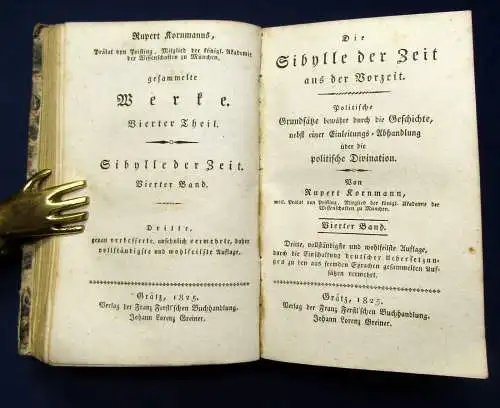 Rupert Kornmanns,
Prälat von Prifling, Mitglied der königl. Akademie
der Wissenschaften zu München,
gesammelte
Werke.
Vierter Theil.
Sibylle der Zeit.
Vierter Band.
Dritte,
genau verbesserte, ansehnlich vermehrte, daher
vollständigste und wohlfeilste Auflage.
Grätz, 1825.
Verlag der Franz Ferstl'schen Buchhandlung.
Johann Lorenz Greiner.
Die
Sibylle der Zeit
aus der Vorzeit.
Politische
Grundsätze bewährt durch die Geschichte,
nebst einer Einleitungs-Abhandlung
über die
politische Divination.
Von
Rupert Kornmann,
weil. Prälat von Prifling, Mitglied der königl. Akademie der
Wissenschaften zu München.
Vierter Band.
Dritte, vollständigste und wohlfeilste Auflage,
durch die Einschaltung deutscher Uebersetzun-
gen zu den aus fremden Sprachen gesammelten Auf-
sätzen vermehrt.
Grätz, 1825.
Verlag der Franz Ferstl'schen Buchhandlung.
Johann Lorenz Greiner.